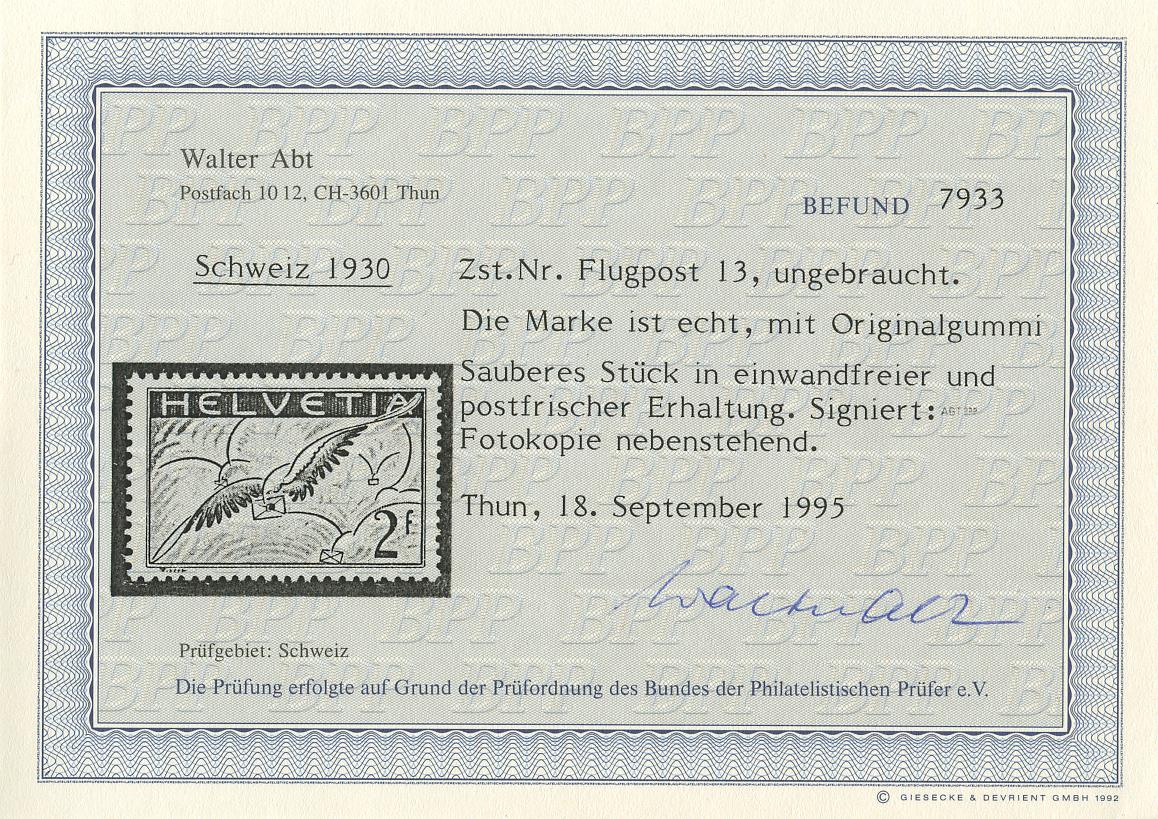 Walter Abt
Postfach 10 12, CH-3601 Thun
BEFUND 7933
Schweiz 1930
Zst.Nr. Flugpost 13, ungebraucht.
Die Marke ist echt, mit Originalgummi
Sauberes Stück in einwandfreier und
postfrischer Erhaltung. Signiert:
Fotokopie nebenstehend.
HELVETIA
2F
Thun, 18. September 1995
Walter Abt
Prüfgebiet: Schweiz
Die Prüfung erfolgte auf Grund der Prüfordnung des Bundes der Philatelistischen Prüfer e.V.
© GIESECKE & DEVRIENT GMBH 1992